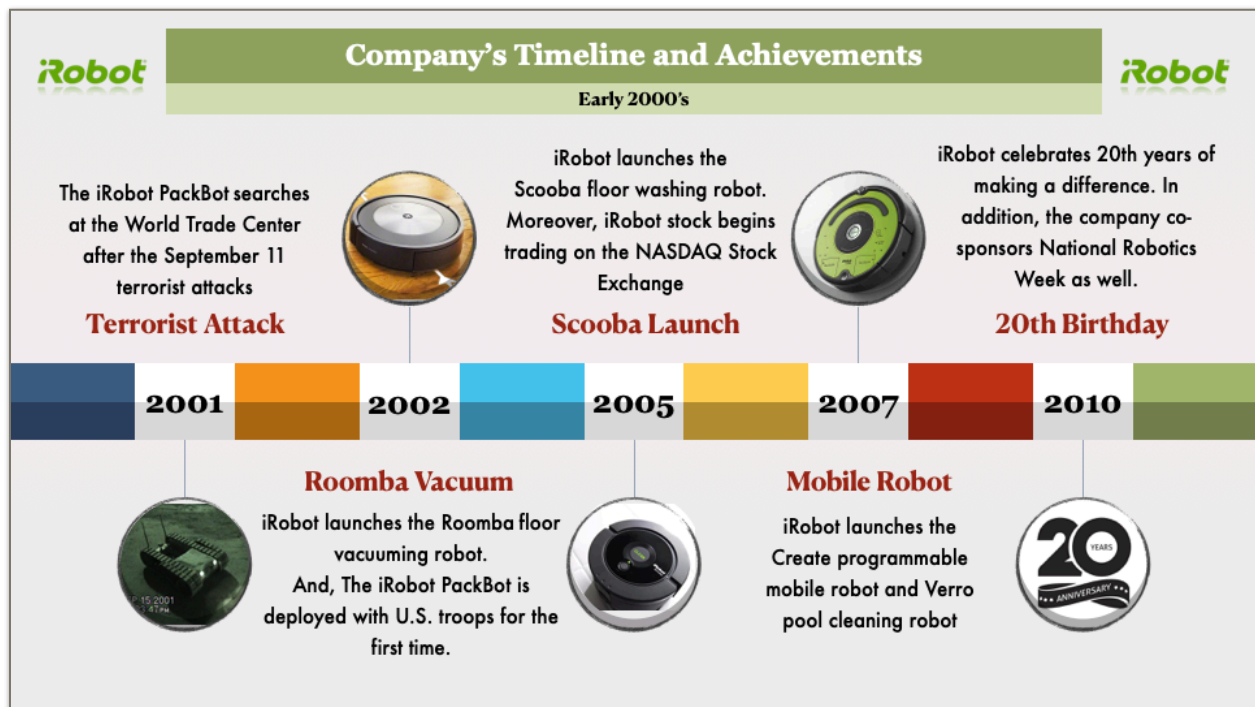 iRobot
Company's Timeline and Achievements
iRobot
Early 2000's
The iRobot PackBot searches
at the World Trade Center
after the September 11
terrorist attacks
Terrorist Attack
iRobot launches the
Scooba floor washing robot.
Moreover, iRobot stock begins
trading on the NASDAQ Stock
Exchange
Scooba Launch
iRobot celebrates 20th years of
making a difference. In
addition, the company co-
sponsors National Robotics
Week as well.
20th Birthday
2001
2002
2005
2007
2010
Roomba Vacuum
iRobot launches the Roomba floor
vacuuming robot.
And, The iRobot PackBot is
deployed with U.S. troops for the
first time.
Mobile Robot
iRobot launches the
Create programmable
mobile robot and Verro
pool cleaning robot
15 2001
47PM
20
YEARS
ANNIVERSARY